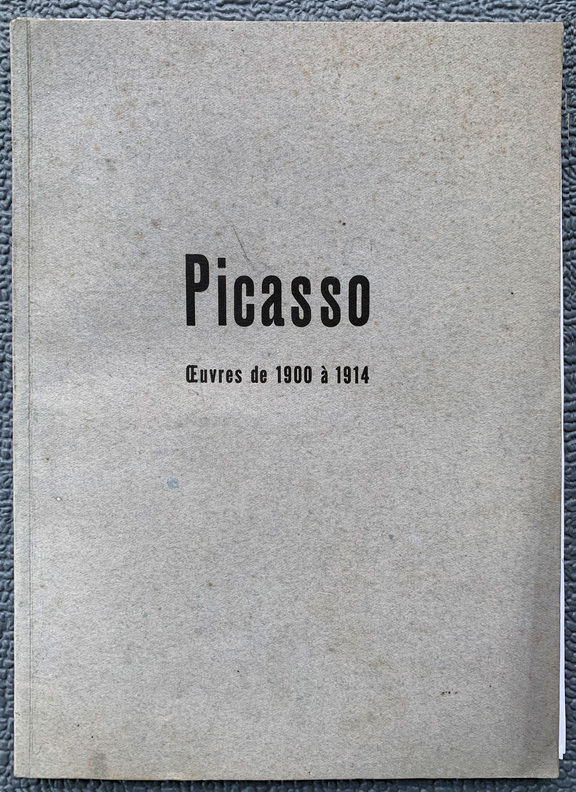 Picasso
Œuvres de 1900 à 1914